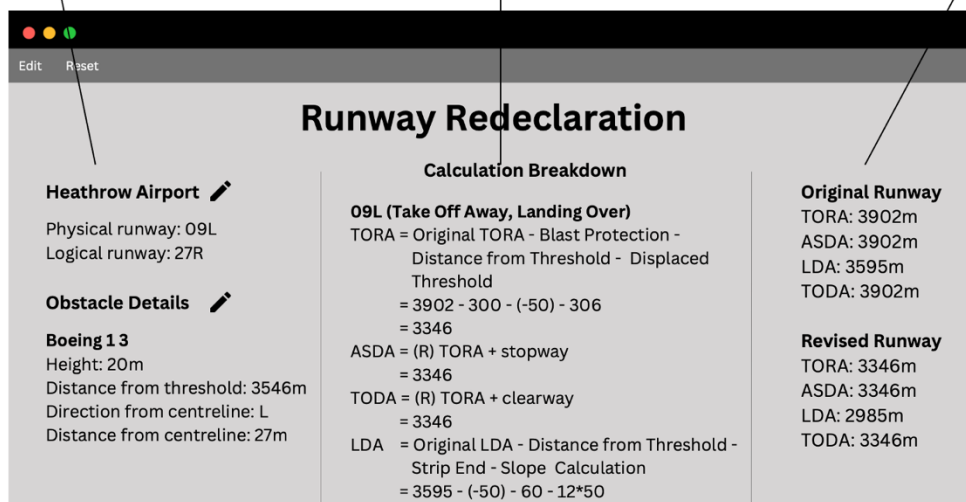 Edit Reset
Runway Redeclaration
Heathrow Airport
Physical runway: 09L
Logical runway: 27R
Obstacle Details
Boeing 1 3
Height: 20m
Distance from threshold: 3546m
Direction from centreline: L
Distance from centreline: 27m
Calculation Breakdown
09L (Take Off Away, Landing Over)
TORA = Original TORA - Blast Protection -
Distance from Threshold - Displaced
Threshold
= 3902 - 300 - (-50) - 306
= 3346
ASDA = (R) TORA + stopway
= 3346
TODA = (R) TORA + clearway
= 3346
LDA = Original LDA - Distance from Threshold -
Strip End - Slope Calculation
= 3595 - (-50) - 60 - 12*50
Original Runway
TORA: 3902m
ASDA: 3902m
LDA: 3595m
TODA: 3902m
Revised Runway
TORA: 3346m
ASDA: 3346m
LDA: 2985m
TODA: 3346m